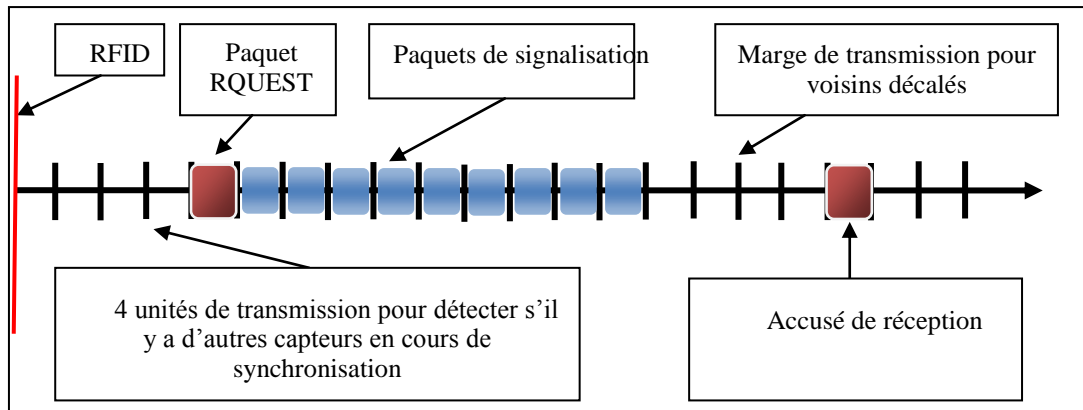 RFID
Paquet
RQUEST
Paquets de signalisation
Marge de transmission pour
voisins décalés
4 unités de transmission pour détecter s'il
y a d'autres capteurs en cours de
synchronisation
Accusé de réception